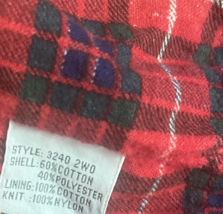 STYLE: 3240 2WO
SHELL: 60%COTTON
40%POLYESTER
LINING: 100%COTTON
KNIT : 100%NYLON